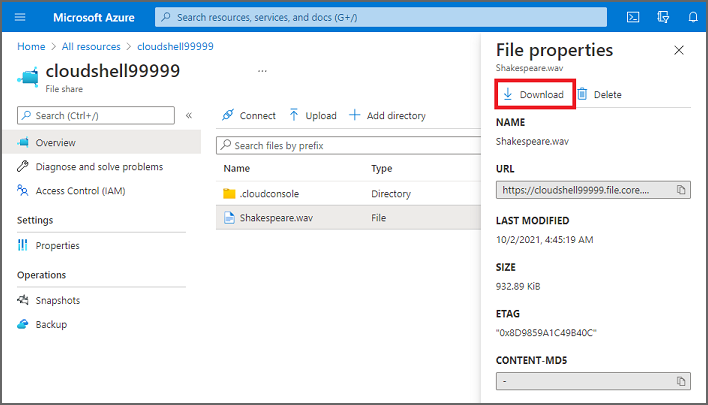 Microsoft Azure
Search resources, services, and docs (G+/)
Home > All resources > cloudshell99999
cloudshell99999
...
File share
Search (Ctrl+/)
«
Overview
Diagnose and solve problems
Access Control (IAM)
Settings
Properties
Operations
Snapshots
Backup
Connect
Upload
Add directory
Search files by prefix
Name
Type
.cloudconsole
Directory
Shakespeare.wav
File
File properties
Shakespeare.wav
Download
Delete
NAME
Shakespeare.wav
URL
https://cloudshell99999.file.core....
LAST MODIFIED
10/2/2021, 4:45:19 AM
SIZE
932.89 KiB
ETAG
"0x8D9859A1C49B40C"
CONTENT-MD5
-